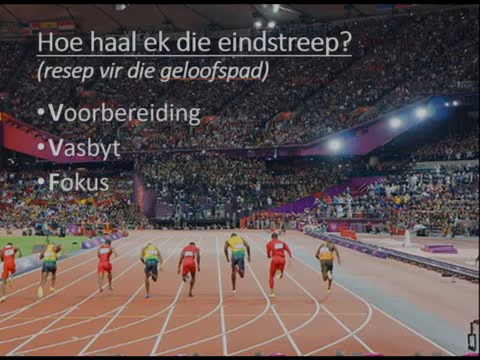 Hoe haal ek die eindstreep?
(resep vir die geloofspad)
• Voorbereiding
• Vasbyt
• Fokus